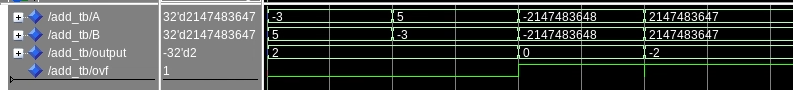 /add_tb/A 32'd2147483647 -3 5 -2147483648 2147483647
/add_tb/B 32'd2147483647 5 -3 -2147483648 2147483647
/add_tb/output -32'd2 2 0 -2
/add_tb/ovf 1